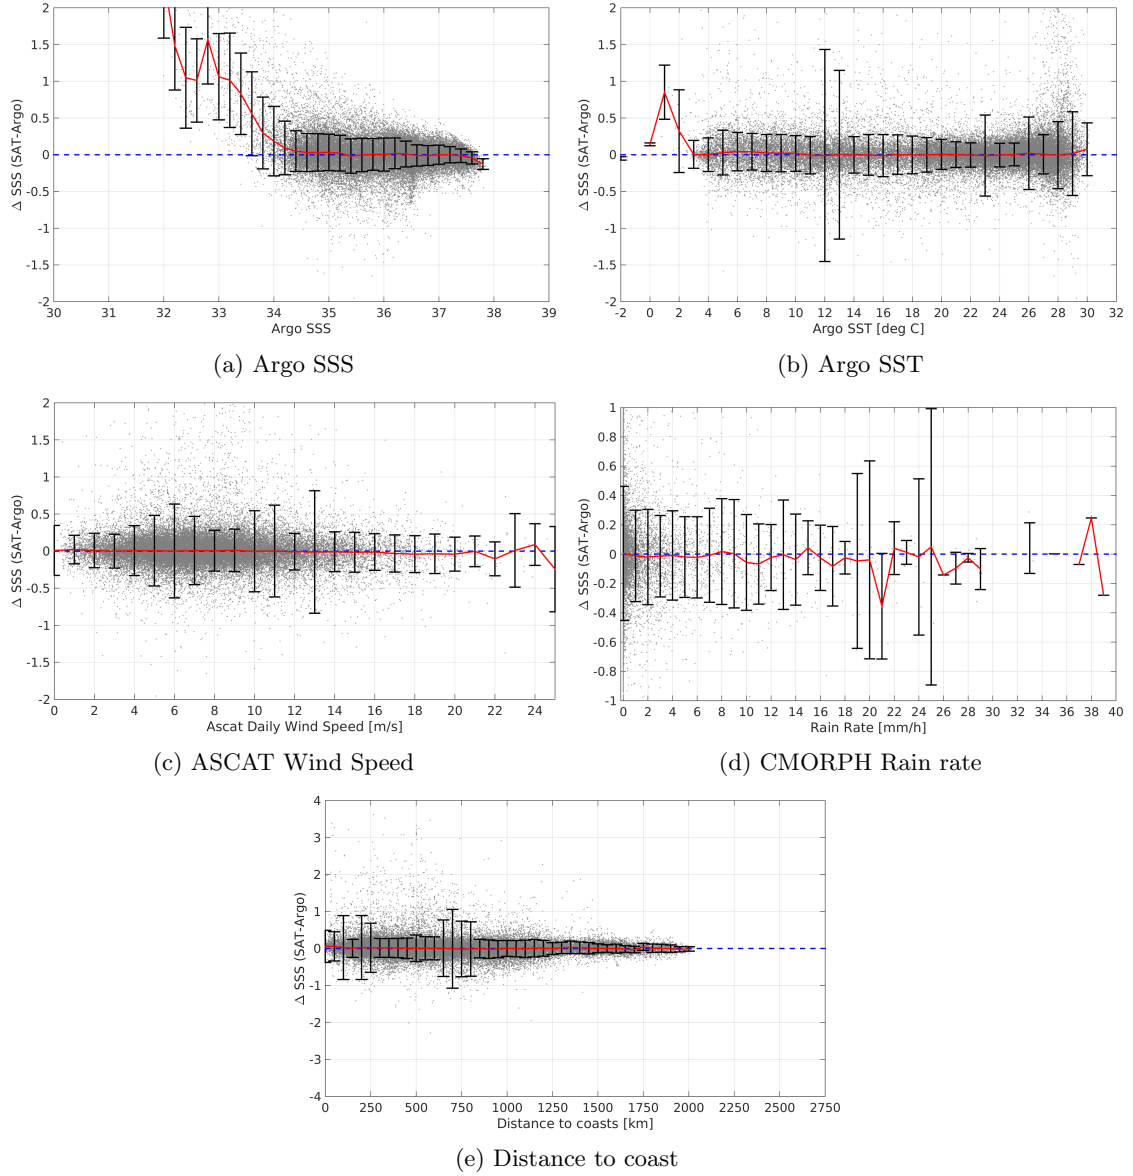 2
1.5
1
0.5
0
-0.5
-1
-1.5
-2
Δ SSS (SAT-Argo)
30 31 32 33 34 35 36 37 38 39
Argo SSS
(a) Argo SSS
2
1.5
1
0.5
0
-0.5
-1
-1.5
-2
Δ SSS (SAT-Argo)
-2 0 2 4 6 8 10 12 14 16 18 20 22 24 26 28 30 32
Argo SST [deg C]
(b) Argo SST
2
1.5
1
0.5
0
-0.5
-1
-1.5
-2
Δ SSS (SAT-Argo)
0 2 4 6 8 10 12 14 16 18 20 22 24
Ascat Daily Wind Speed [m/s]
(c) ASCAT Wind Speed
1
0.8
0.6
0.4
0.2
0
-0.2
-0.4
-0.6
-0.8
-1
Δ SSS (SAT-Argo)
0 2 4 6 8 10 12 14 16 18 20 22 24 26 28 30 32 34 36 38 40
Rain Rate [mm/h]
(d) CMORPH Rain rate
4
3
2
1
0
-1
-2
-3
-4
Δ SSS (SAT-Argo)
0 250 500 750 1000 1250 1500 1750 2000 2250 2500 2750
Distance to coasts [km]
(e) Distance to coast